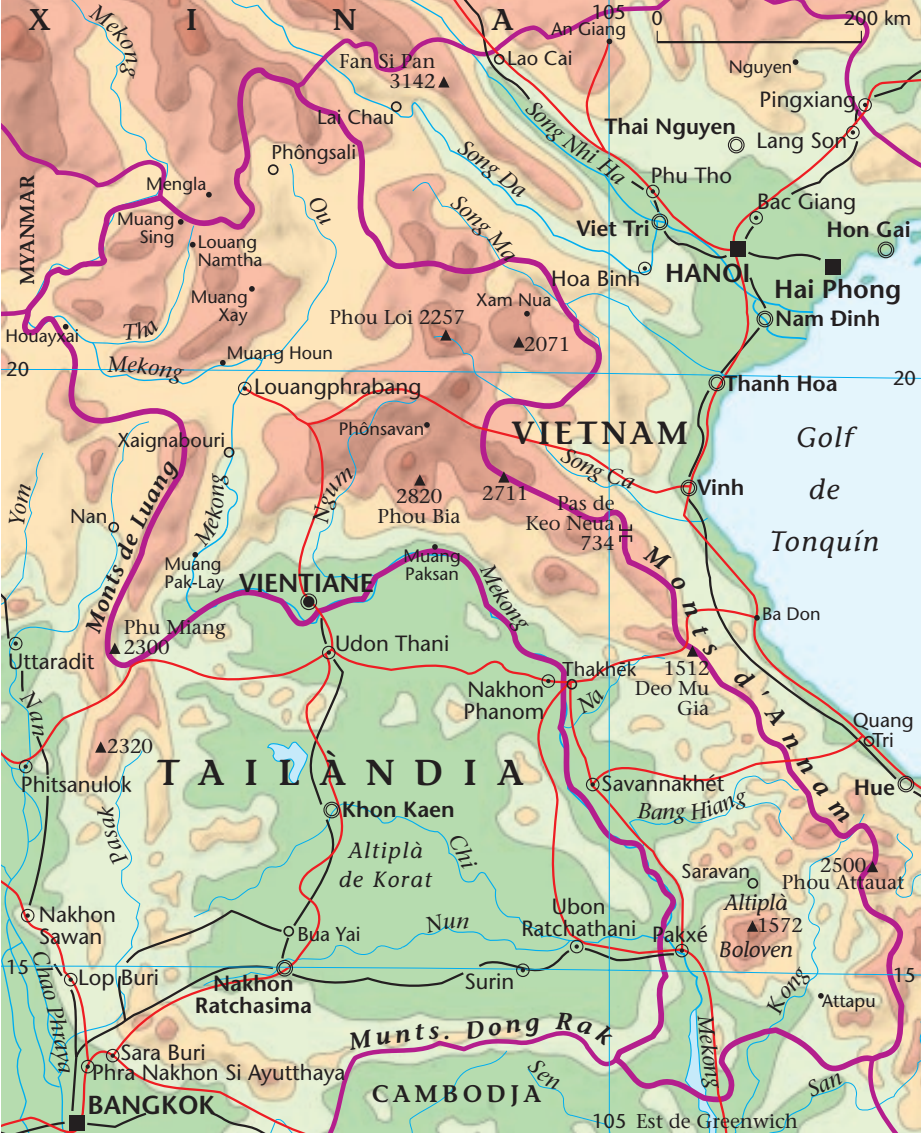 X I N A
Mekong
105
0 200 km
An Giang
Lao Cai
Fan Si Pan
3142
Nguyen
Pingxiang
Lai Chau
Song Nhi Ha
Thai Nguyen
Lang Son
Phôngsali
Song Da
Phu Tho
Mengla
MYANMAR
Ou
Song Ma
Bac Giang
Muang
Sing
Louang
Namtha
Viet Tri
Hon Gai
HANOI
Hoa Binh
Hai Phong
Muang
Xay
Xam Nua
Phou Loi 2257
Nam Đinh
Houayxai
Tha
2071
Muang Houn
Mekong
20
20
Louangphrabang
Thanh Hoa
Phônsavan
VIETNAM
Xaignabouri
Song Ca
Golf
de
Tonquín
Monts de Luang
Mekong
Ngum
2820
Phou Bia
2711
Vinh
Yom
Nan
Pas de
Keo Neua
734
Muang
Pak-Lay
Muang
Paksan
Mekong
Monts d'Annam
VIENTIANE
Ba Don
Phu Miang
2300
Uttaradit
Udon Thani
Thakhek
1512
Deo Mu
Gia
Nakhon
Phanom
Na
Nan
2320
Quang
Tri
TAILÀNDIA
Phitsanulok
Savannakhét
Hue
Bang Hiang
Khon Kaen
Pasak
Chi
Altiplà
de Korat
Saravan
2500
Phou Attauat
Altiplà
1572
Boloven
Nakhon
Sawan
Nun
Ubon
Ratchathani
Bua Yai
Pakxé
15
15
Chao Phraya
Lop Buri
Nakhon
Ratchasima
Surin
Kong
Attapu
Munts. Dong Rak
Mekong
Sara Buri
Phra Nakhon Si Ayutthaya
Sen
San
CAMBODJA
BANGKOK
105 Est de Greenwich